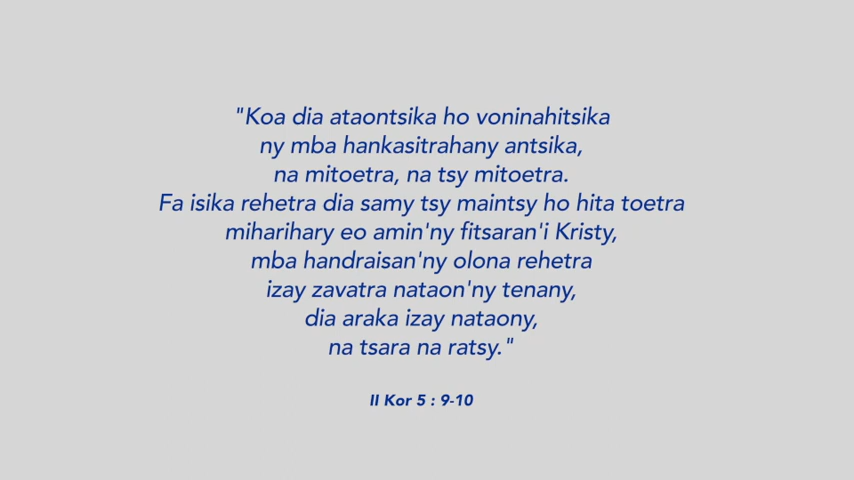 "Koa dia ataontsika ho voninahitsika
ny mba hankasitrahany antsika,
na mitoetra, na tsy mitoetra.
Fa isika rehetra dia samy tsy maintsy ho hita toetra
miharihary eo amin'ny fitsaran'i Kristy,
mba handraisan'ny olona rehetra
izay zavatra nataon'ny tenany,
dia araka izay nataony,
na tsara na ratsy."
II Kor 5 : 9-10